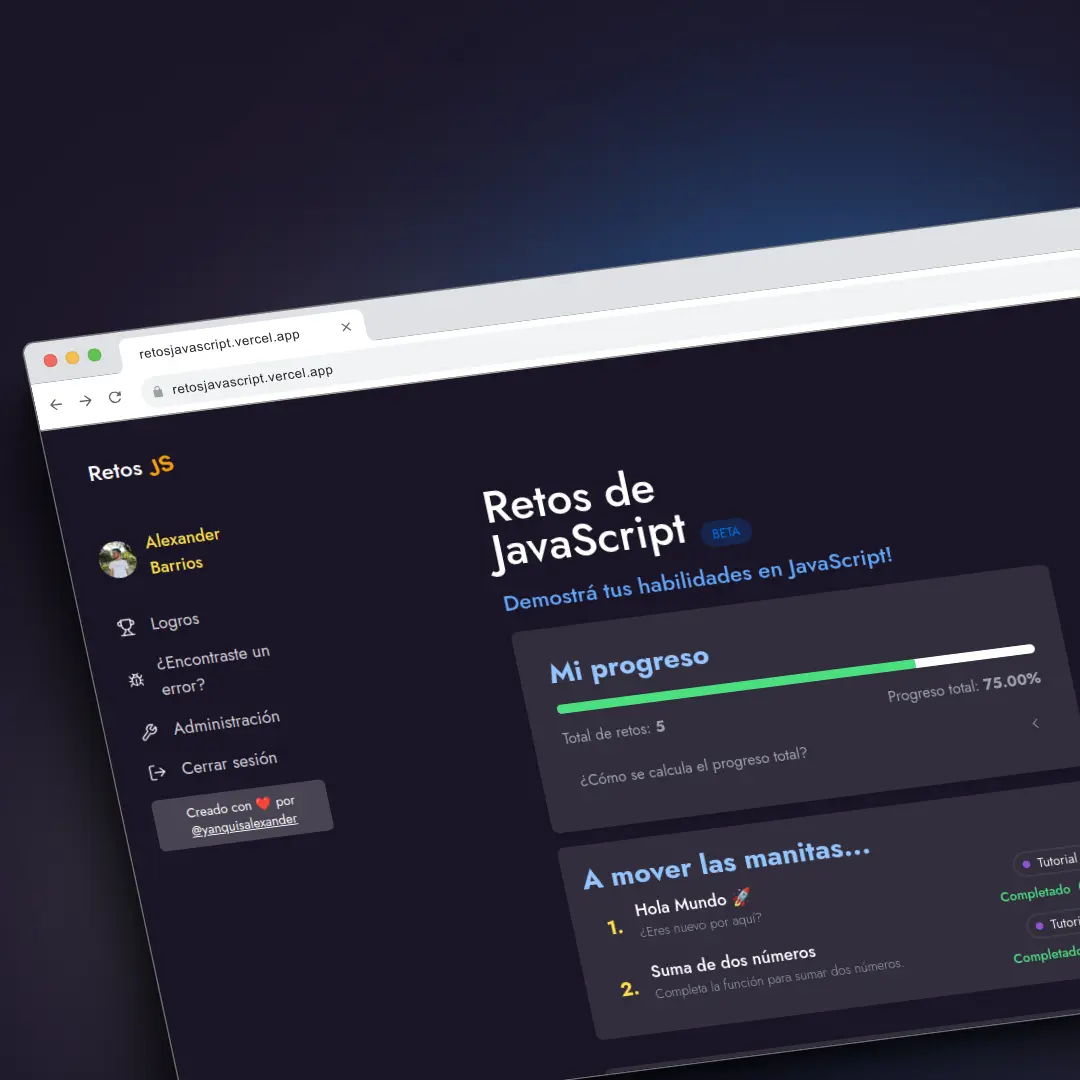 retosjavascript.vercel.app
retosjavascript.vercel.app
Retos JS
Alexander
Barrios
Logros
¿Encontraste un
error?
Administración
Cerrar sesión
Creado con ❤️ por
@yanquisalexander
Retos de
JavaScript BETA
Demostrá tus habilidades en JavaScript!
Mi progreso
Total de retos: 5
Progreso total: 75.00%
¿Cómo se calcula el progreso total?
A mover las manitas...
1. Hola Mundo 🚀
¿Eres nuevo por aquí?
Tutorial
Completado
2. Suma de dos números
Completa la función para sumar dos números.
Tutori
Completado